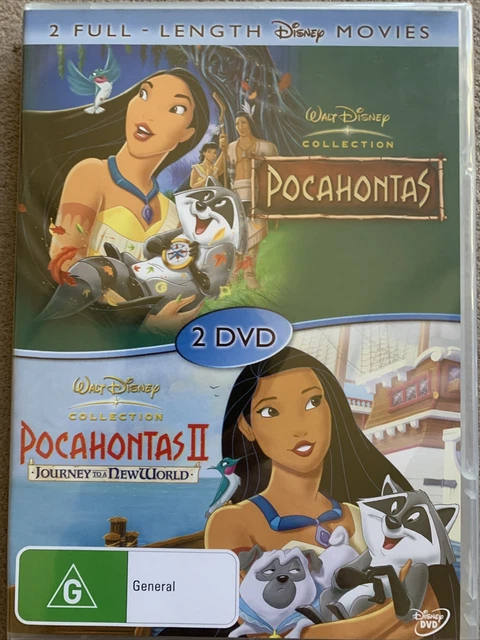 2 FULL - LENGTH Disney MOVIES
WALT DISNEY
COLLECTION
POCAHONTAS
2 DVD
WALT DISNEY
COLLECTION
POCAHONTAS II
· JOURNEY TO A NEW WORLD ·
G
General
Disney
DVD